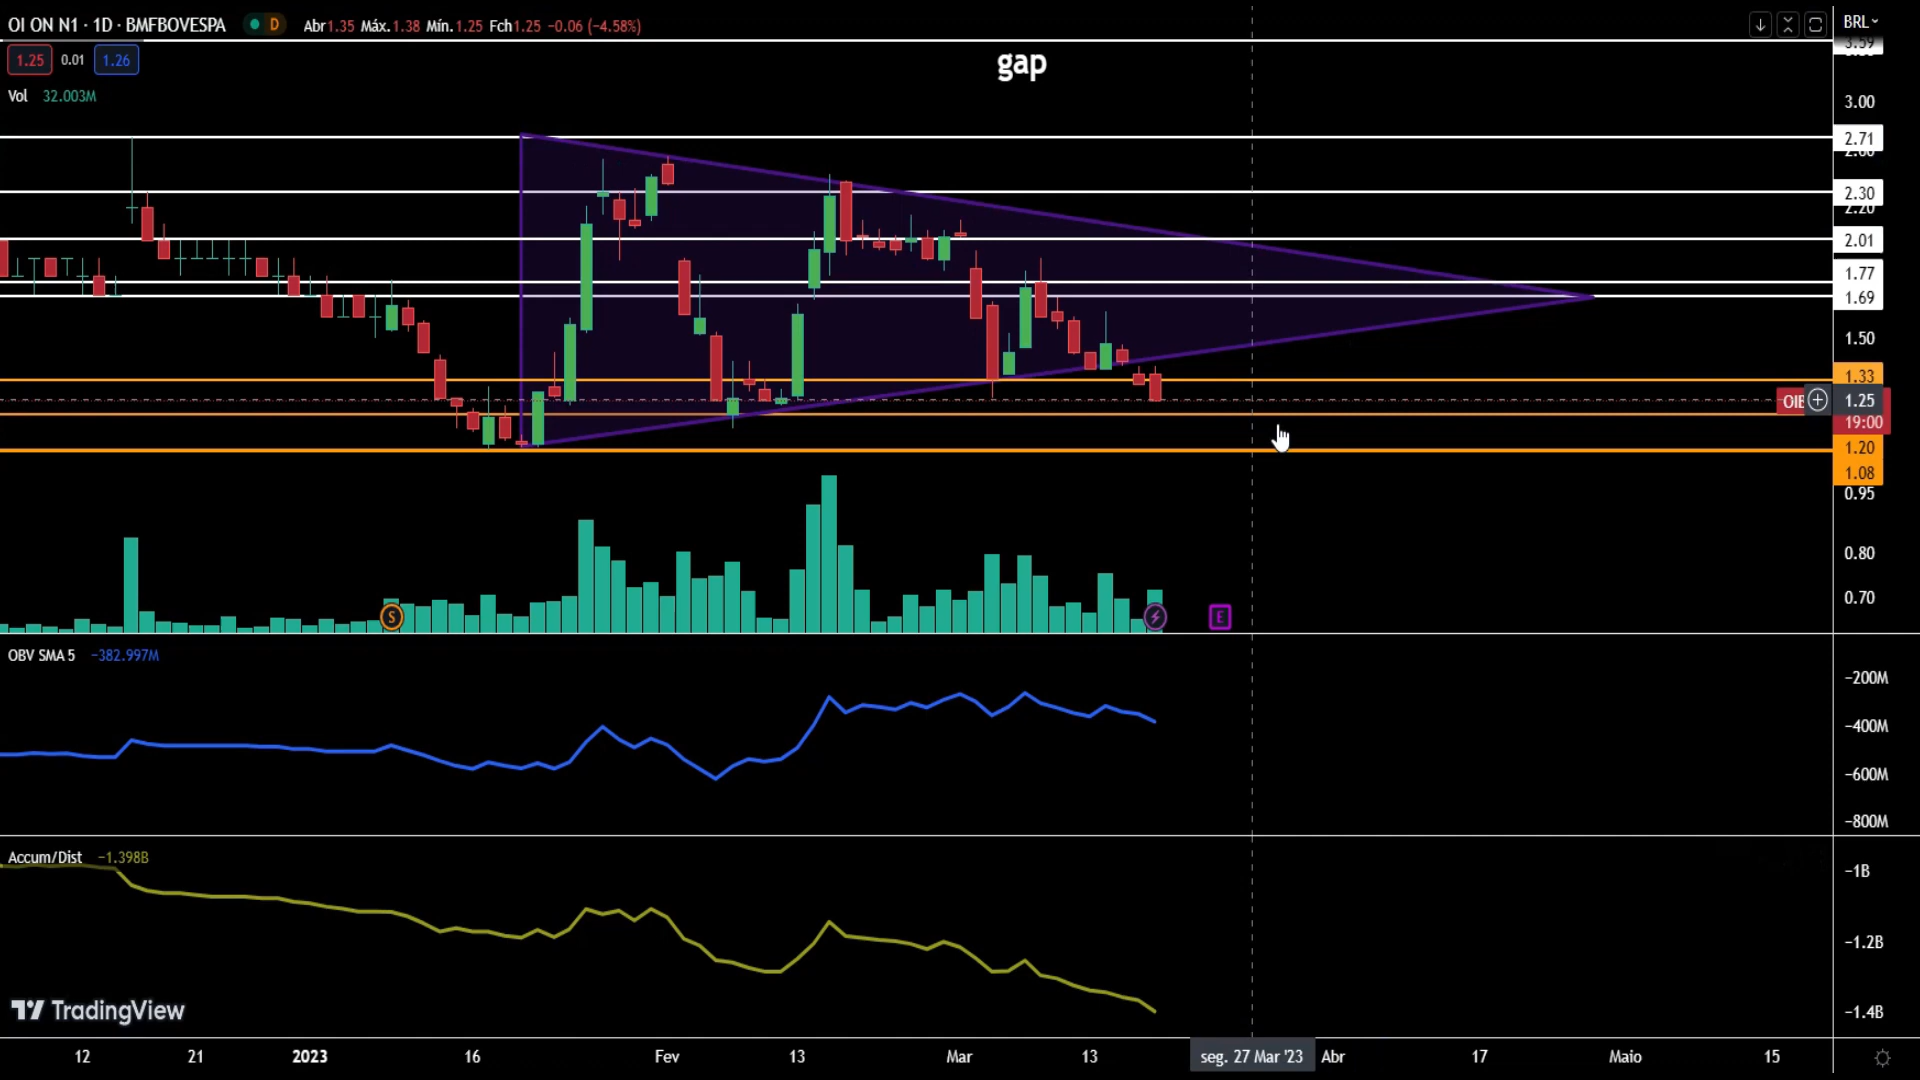 OI ON N1 · 1D · BMFBOVESPA D Abr1.35 Máx.1.38 Mín.1.25 Fch1.25 −0.06 (−4.58%)
BRL
3.59
1.25 0.01 1.26
gap
Vol 32.003M
3.00
2.71
2.30
2.20
2.01
1.77
1.69
1.50
1.33
1.25
19:00
1.20
1.08
0.95
0.80
0.70
S E
OBV SMA 5 −382.997M
−200M
−400M
−600M
−800M
Accum/Dist −1.398B
−1B
−1.2B
−1.4B
TradingView
12 21 2023 16 Fev 13 Mar 13 seg. 27 Mar '23 Abr 17 Maio 15